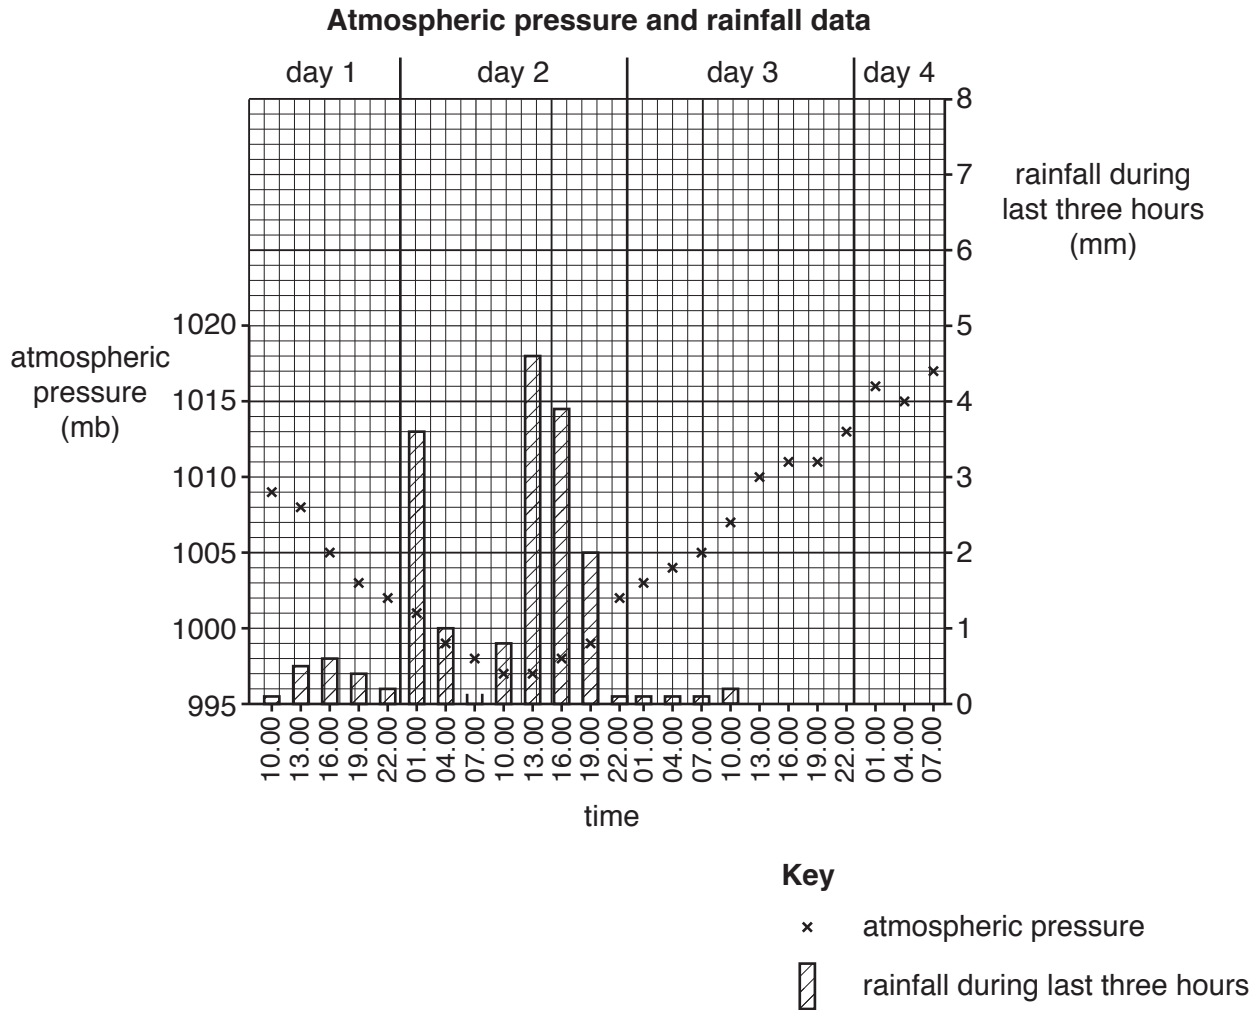 Atmospheric pressure and rainfall data
day 1 day 2 day 3 day 4
8
7
6
5
4
3
2
1
0
rainfall during
last three hours
(mm)
1020
1015
1010
1005
1000
995
atmospheric
pressure
(mb)
10.00 13.00 16.00 19.00 22.00 01.00 04.00 07.00 10.00 13.00 16.00 19.00 22.00 01.00 04.00 07.00 10.00 13.00 16.00 19.00 22.00 01.00 04.00 07.00
time
Key
atmospheric pressure
rainfall during last three hours